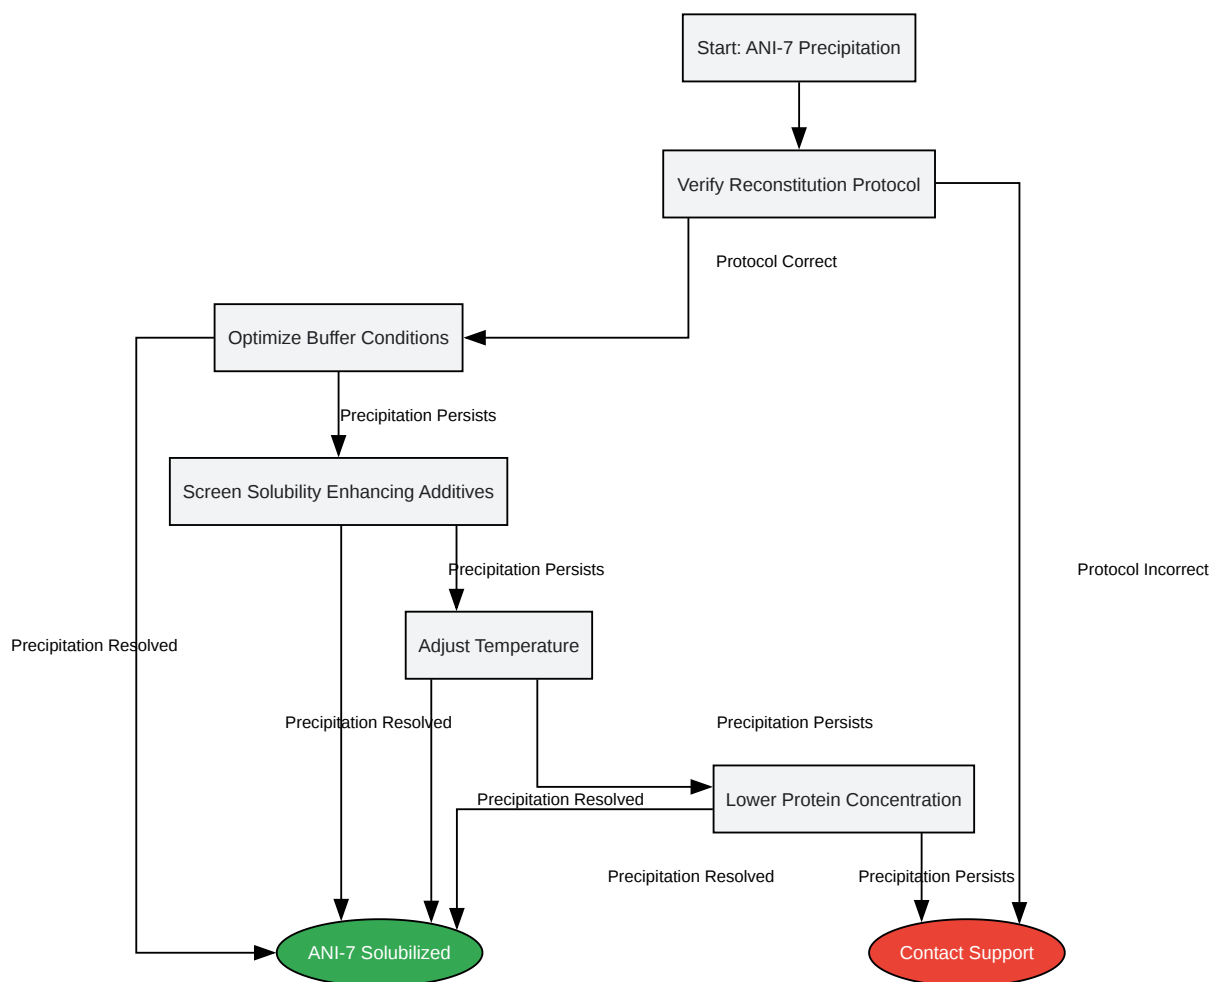 Start: ANI-7 Precipitation
Verify Reconstitution Protocol
Protocol Correct
Optimize Buffer Conditions
Precipitation Persists
Screen Solubility Enhancing Additives
Precipitation Persists
Protocol Incorrect
Precipitation Resolved
Adjust Temperature
Precipitation Resolved
Precipitation Persists
Precipitation Resolved
Lower Protein Concentration
Precipitation Resolved
Precipitation Persists
ANI-7 Solubilized
Contact Support